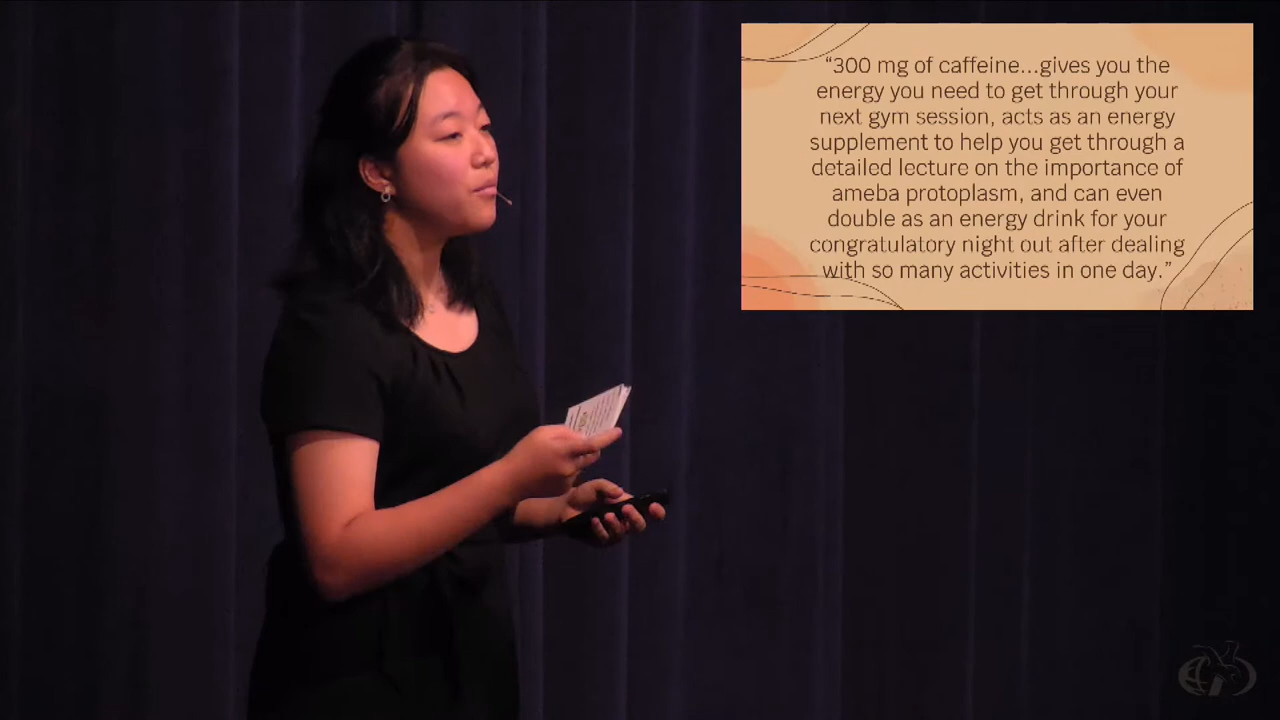 “300 mg of caffeine...gives you the
energy you need to get through your
next gym session, acts as an energy
supplement to help you get through a
detailed lecture on the importance of
ameba protoplasm, and can even
double as an energy drink for your
congratulatory night out after dealing
with so many activities in one day.”